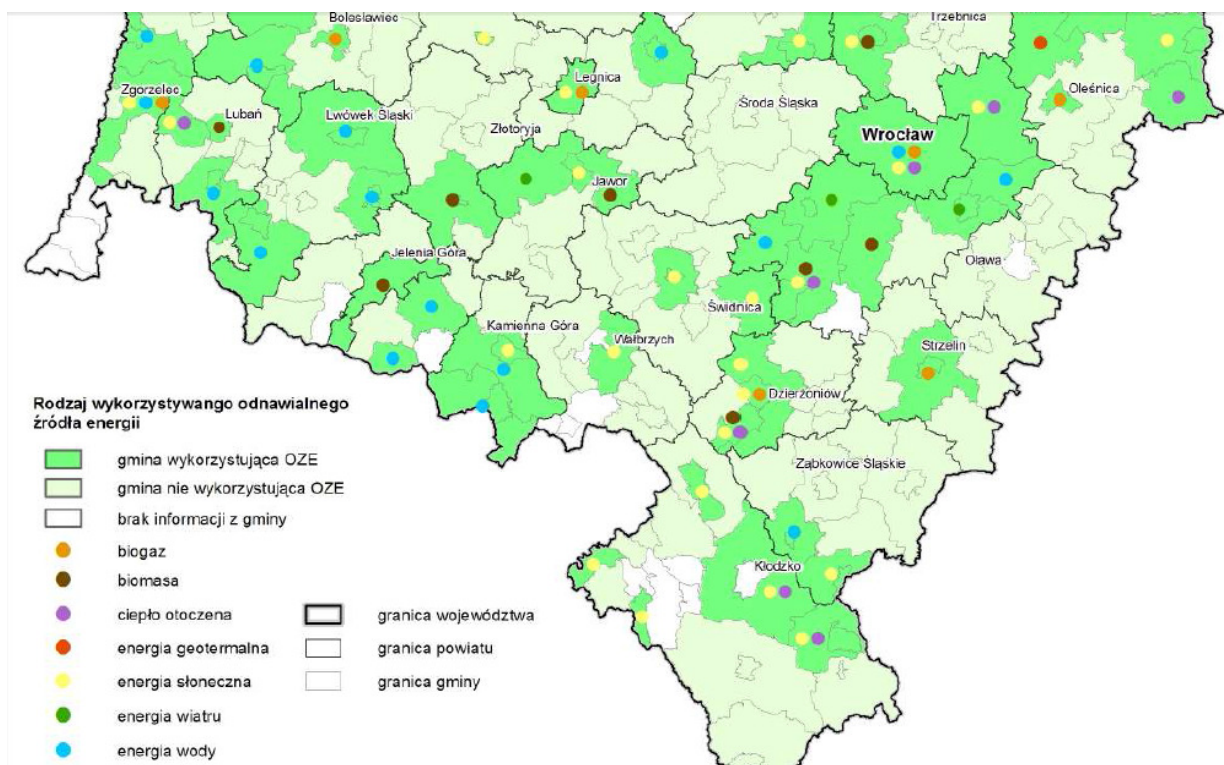 Bolesławiec
Trzebnica
Zgorzelec
Legnica
Oleśnica
Lubań
Lwówek Śląski
Środa Śląska
Złotoryja
Wrocław
Jawor
Jelenia Góra
Oława
Świdnica
Kamienna Góra
Wałbrzych
Strzelin
Dzierżoniów
Ząbkowice Śląskie
Kłodzko
Rodzaj wykorzystywango odnawialnego
źródła energii
gmina wykorzystująca OZE
gmina nie wykorzystująca OZE
brak informacji z gminy
biogaz
biomasa
ciepło otoczena
energia geotermalna
energia słoneczna
energia wiatru
energia wody
granica województwa
granica powiatu
granica gminy